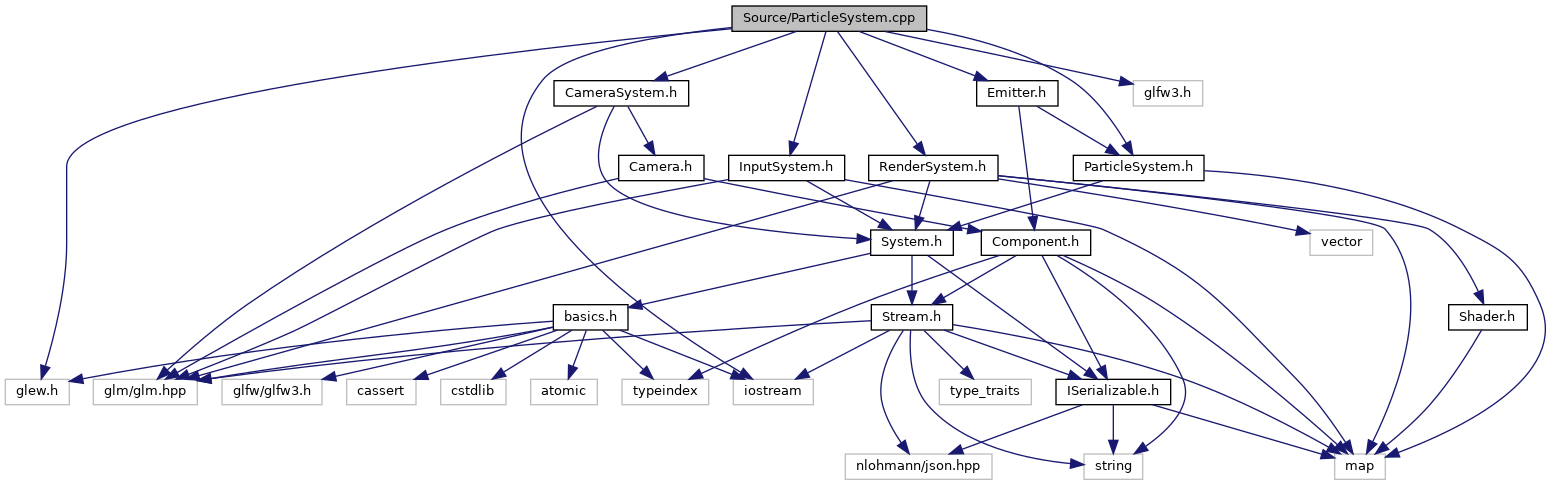 Source/ParticleSystem.cpp
CameraSystem.h
Emitter.h
glfw3.h
Camera.h
InputSystem.h
RenderSystem.h
ParticleSystem.h
System.h
Component.h
vector
basics.h
Stream.h
Shader.h
glew.h
glm/glm.hpp
glfw/glfw3.h
cassert
cstdlib
atomic
typeindex
iostream
type_traits
ISerializable.h
nlohmann/json.hpp
string
map